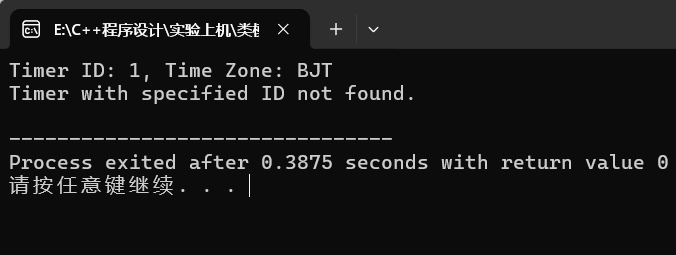 E:\C++程序设计\实验上机\类模
Timer ID: 1, Time Zone: BJT
Timer with specified ID not found.
--------------------------------
Process exited after 0.3875 seconds with return value 0
请按任意键继续. . .